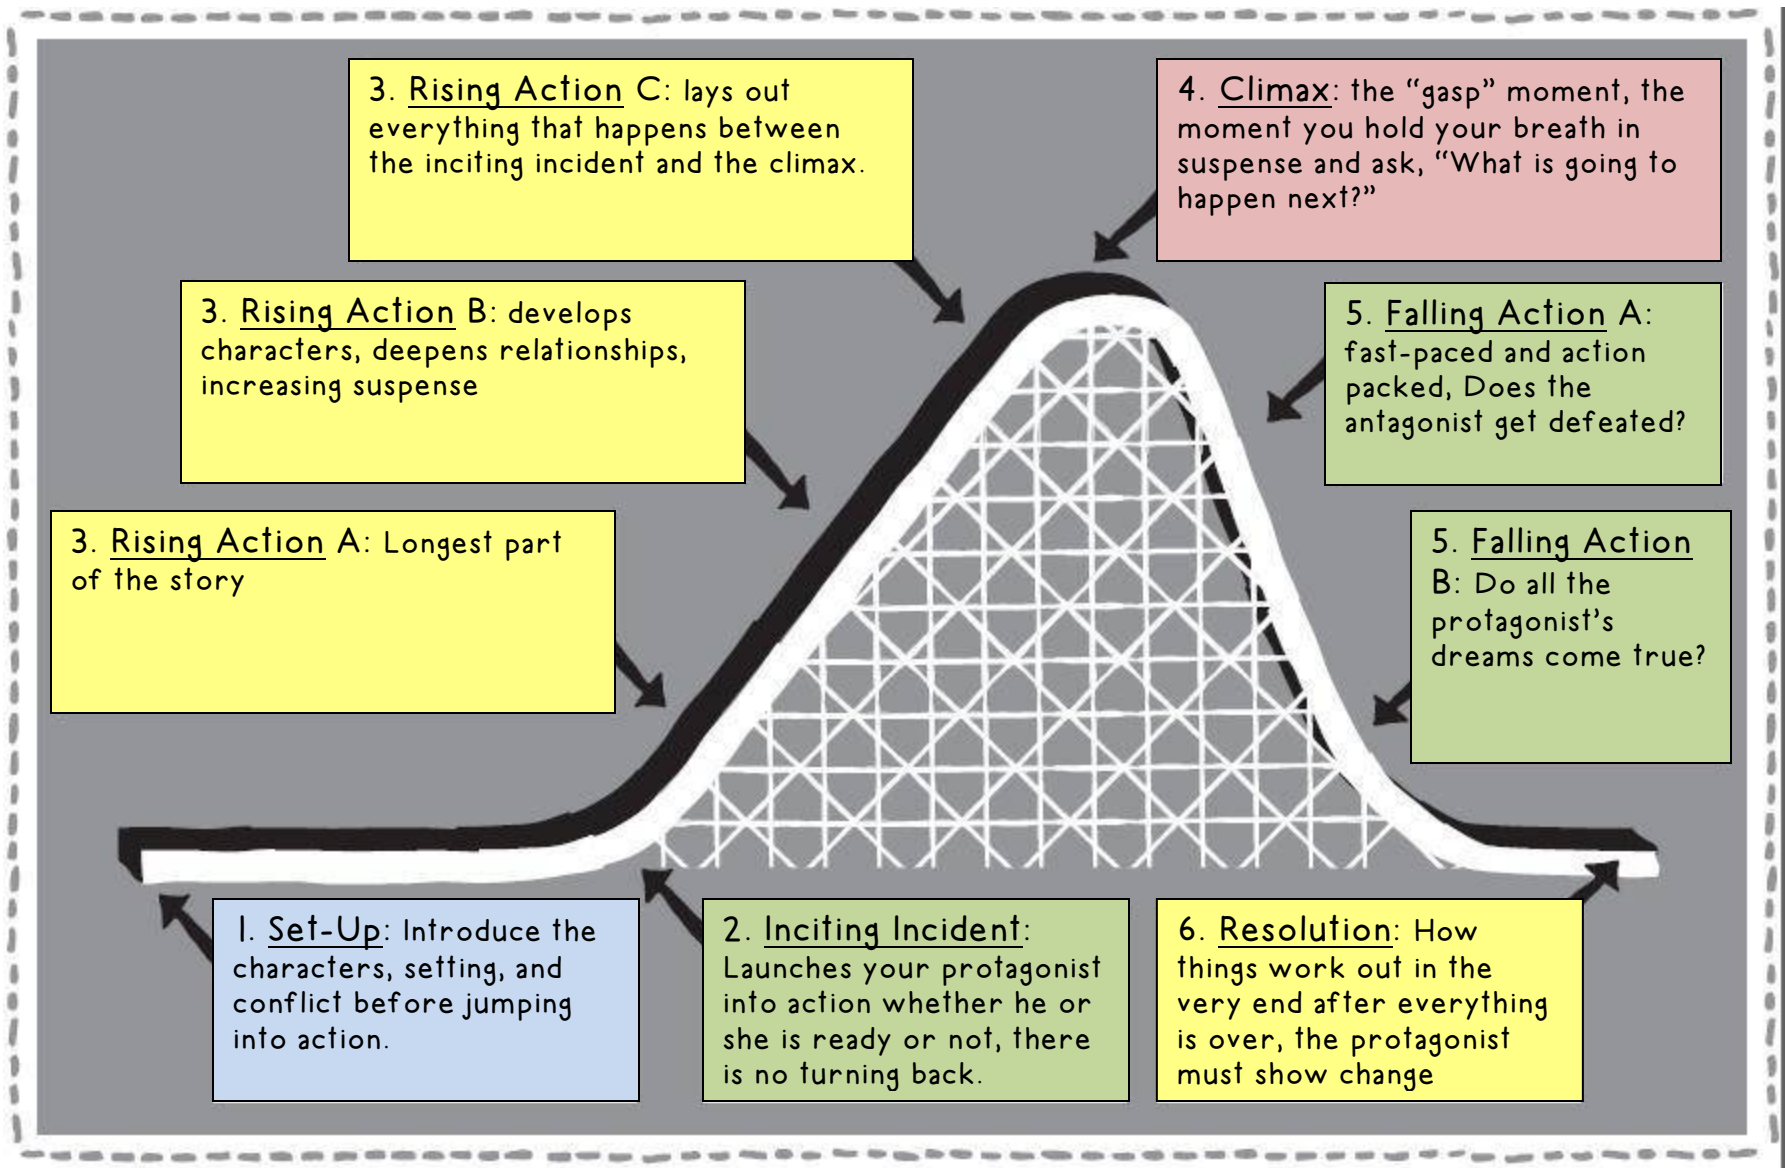 3. Rising Action C: lays out
everything that happens between
the inciting incident and the climax.
4. Climax: the “gasp” moment, the
moment you hold your breath in
suspense and ask, “What is going to
happen next?”
3. Rising Action B: develops
characters, deepens relationships,
increasing suspense
5. Falling Action A:
fast-paced and action
packed, Does the
antagonist get defeated?
3. Rising Action A: Longest part
of the story
5. Falling Action
B: Do all the
protagonist’s
dreams come true?
1. Set-Up: Introduce the
characters, setting, and
conflict before jumping
into action.
2. Inciting Incident:
Launches your protagonist
into action whether he or
she is ready or not, there
is no turning back.
6. Resolution: How
things work out in the
very end after everything
is over, the protagonist
must show change